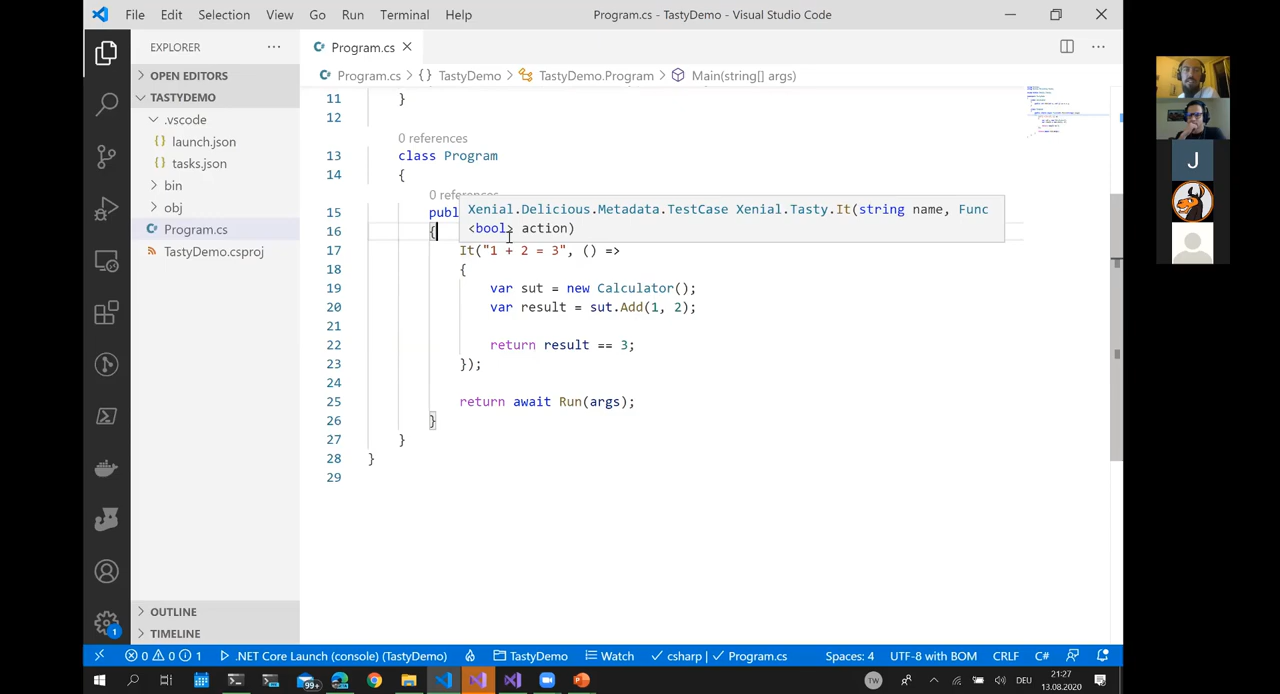 File Edit Selection View Go Run Terminal Help Program.cs - TastyDemo - Visual Studio Code
EXPLORER ···
Program.cs
OPEN EDITORS
Program.cs > {} TastyDemo > TastyDemo.Program > Main(string[] args)
TASTYDEMO
.vscode
launch.json
tasks.json
bin
obj
Program.cs
TastyDemo.csproj
OUTLINE
TIMELINE
11 }
12
0 references
13 class Program
14 {
0 references
15 publ
Xenial.Delicious.Metadata.TestCase Xenial.Tasty.It(string name, Func
<bool> action)
16 {
17 It("1 + 2 = 3", () =>
18 {
19 var sut = new Calculator();
20 var result = sut.Add(1, 2);
21
22 return result == 3;
23 });
24
25 return await Run(args);
26 }
27 }
28 }
29
J
1
0 0 1 .NET Core Launch (console) (TastyDemo) TastyDemo Watch csharp | Program.cs Spaces: 4 UTF-8 with BOM CRLF C#
99+ TW DEU 21:27
13.08.2020